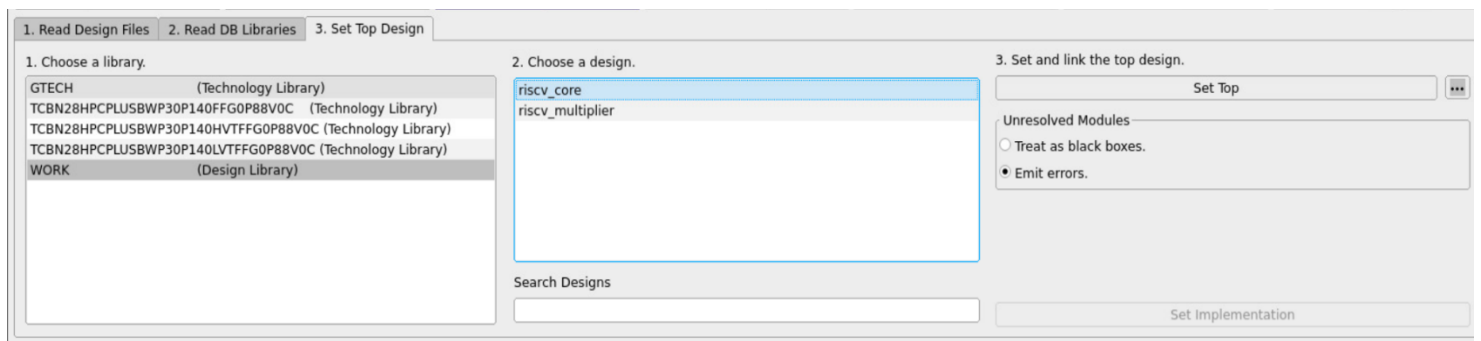 1. Read Design Files 2. Read DB Libraries 3. Set Top Design
1. Choose a library.
GTECH (Technology Library)
TCBN28HPCPLUSBWP30P140FFG0P88V0C (Technology Library)
TCBN28HPCPLUSBWP30P140HVTFFG0P88V0C (Technology Library)
TCBN28HPCPLUSBWP30P140LVTFFG0P88V0C (Technology Library)
WORK (Design Library)
2. Choose a design.
riscv_core
riscv_multiplier
Search Designs
3. Set and link the top design.
Set Top ...
Unresolved Modules
Treat as black boxes.
Emit errors.
Set Implementation